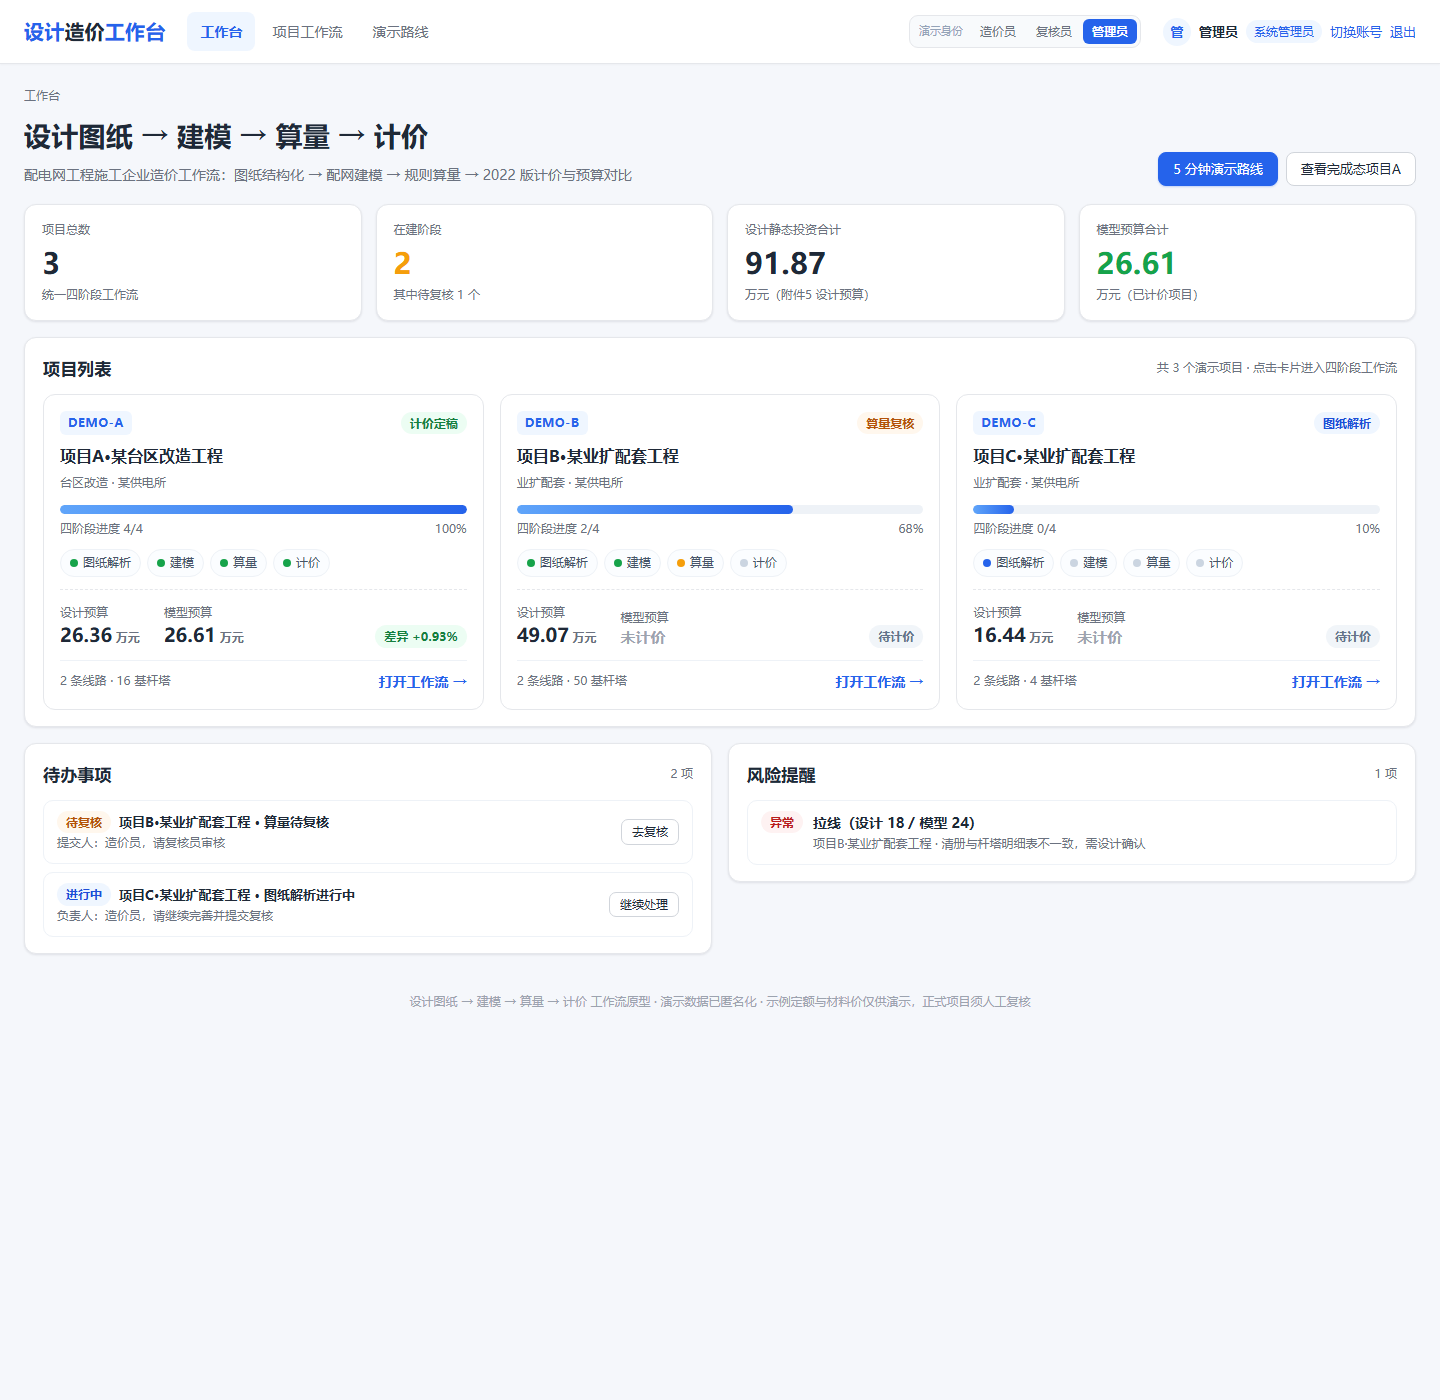 设计造价工作台 工作台 项目工作流 演示路线 演示身份 造价员 复核员 管理员 管 管理员 系统管理员 切换账号 退出
工作台
设计图纸 → 建模 → 算量 → 计价
配电网工程施工企业造价工作流：图纸结构化 → 配网建模 → 规则算量 → 2022 版计价与预算对比
5 分钟演示路线 查看完成态项目A
项目总数
3
统一四阶段工作流
在建阶段
2
其中待复核 1 个
设计静态投资合计
91.87
万元（附件5 设计预算）
模型预算合计
26.61
万元（已计价项目）
项目列表
共 3 个演示项目 · 点击卡片进入四阶段工作流
DEMO-A 计价定稿
项目A·某台区改造工程
台区改造 · 某供电所
四阶段进度 4/4 100%
图纸解析 建模 算量 计价
设计预算 模型预算
26.36 万元 26.61 万元 差异 +0.93%
2 条线路 · 16 基杆塔 打开工作流 →
DEMO-B 算量复核
项目B·某业扩配套工程
业扩配套 · 某供电所
四阶段进度 2/4 68%
图纸解析 建模 算量 计价
设计预算 模型预算
49.07 万元 未计价 待计价
2 条线路 · 50 基杆塔 打开工作流 →
DEMO-C 图纸解析
项目C·某业扩配套工程
业扩配套 · 某供电所
四阶段进度 0/4 10%
图纸解析 建模 算量 计价
设计预算 模型预算
16.44 万元 未计价 待计价
2 条线路 · 4 基杆塔 打开工作流 →
待办事项 2 项
待复核 项目B·某业扩配套工程 · 算量待复核
提交人：造价员，请复核员审核
去复核
进行中 项目C·某业扩配套工程 · 图纸解析进行中
负责人：造价员，请继续完善并提交复核
继续处理
风险提醒 1 项
异常 拉线（设计 18 / 模型 24）
项目B·某业扩配套工程 · 清册与杆塔明细表不一致，需设计确认
设计图纸 → 建模 → 算量 → 计价 工作流原型 · 演示数据已匿名化 · 示例定额与材料价仅供演示，正式项目须人工复核